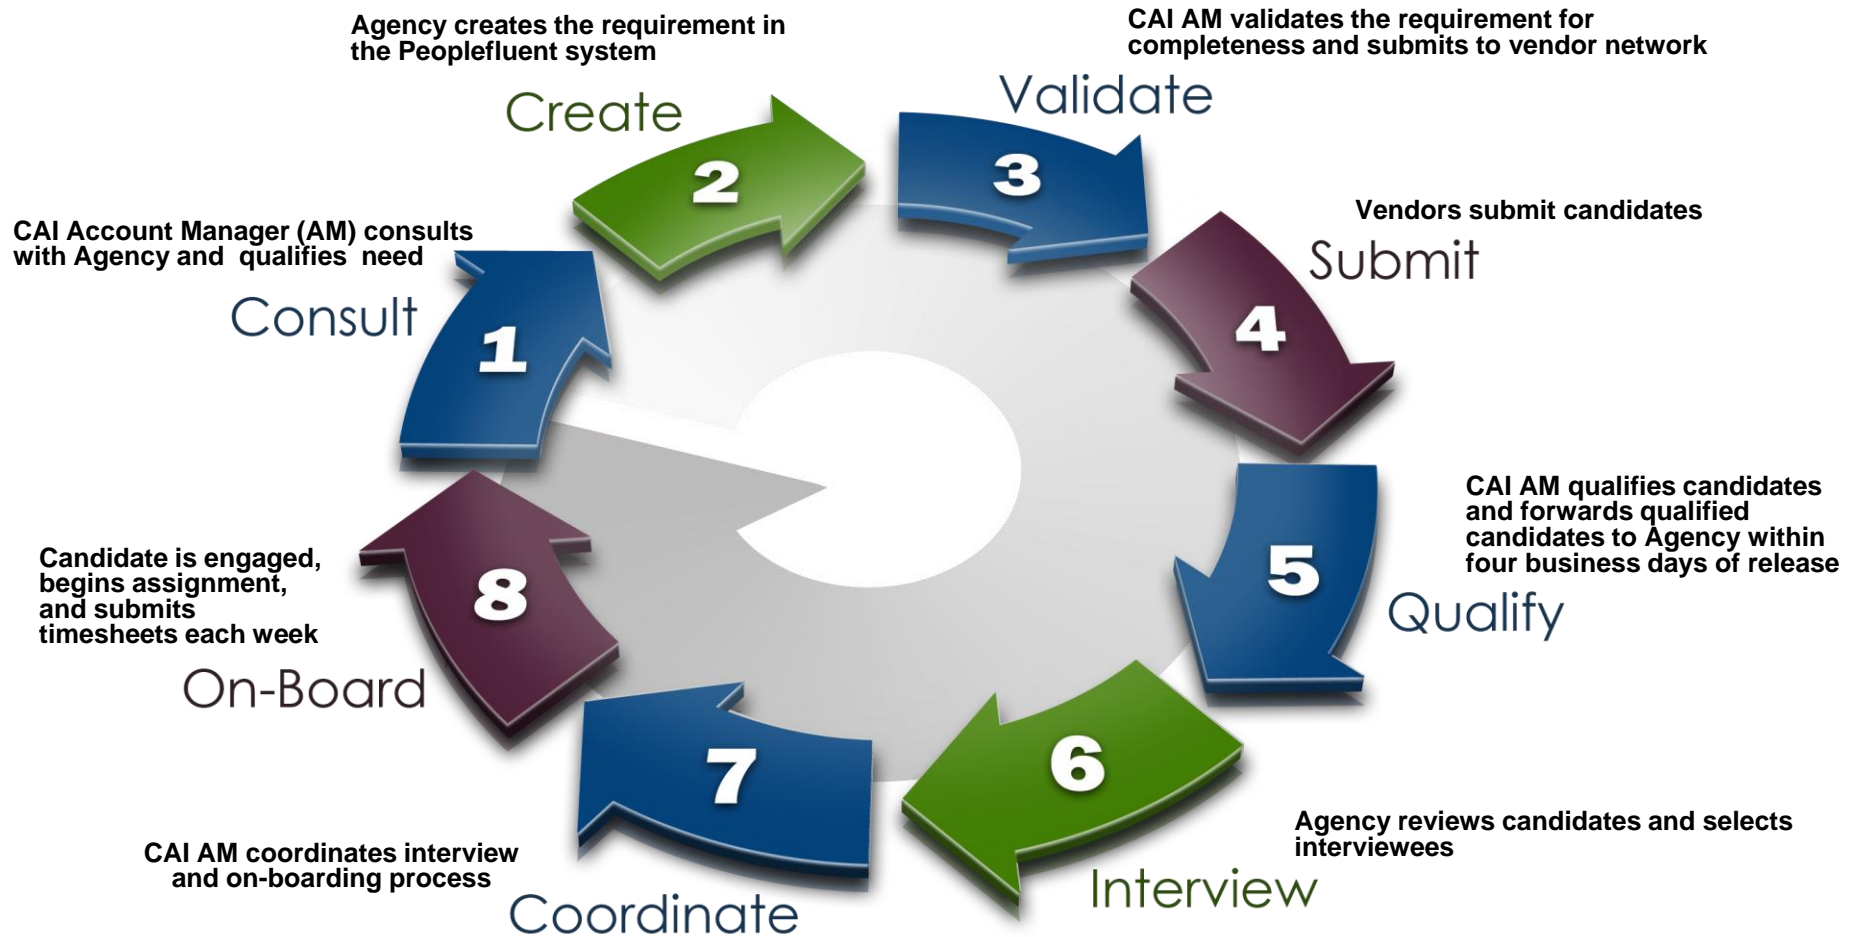 CAI Account Manager (AM) consults
with Agency and  qualifies  need
Consult
1
Agency creates the requirement in
the Peoplefluent system
Create
2
CAI AM validates the requirement for
completeness and submits to vendor network
Validate
3
Vendors submit candidates
Submit
4
CAI AM qualifies candidates
and forwards qualified
candidates to Agency within
four business days of release
Qualify
5
Agency reviews candidates and selects
interviewees
Interview
6
CAI AM coordinates interview
and on-boarding process
Coordinate
7
Candidate is engaged,
begins assignment,
and submits
timesheets each week
On-Board
8